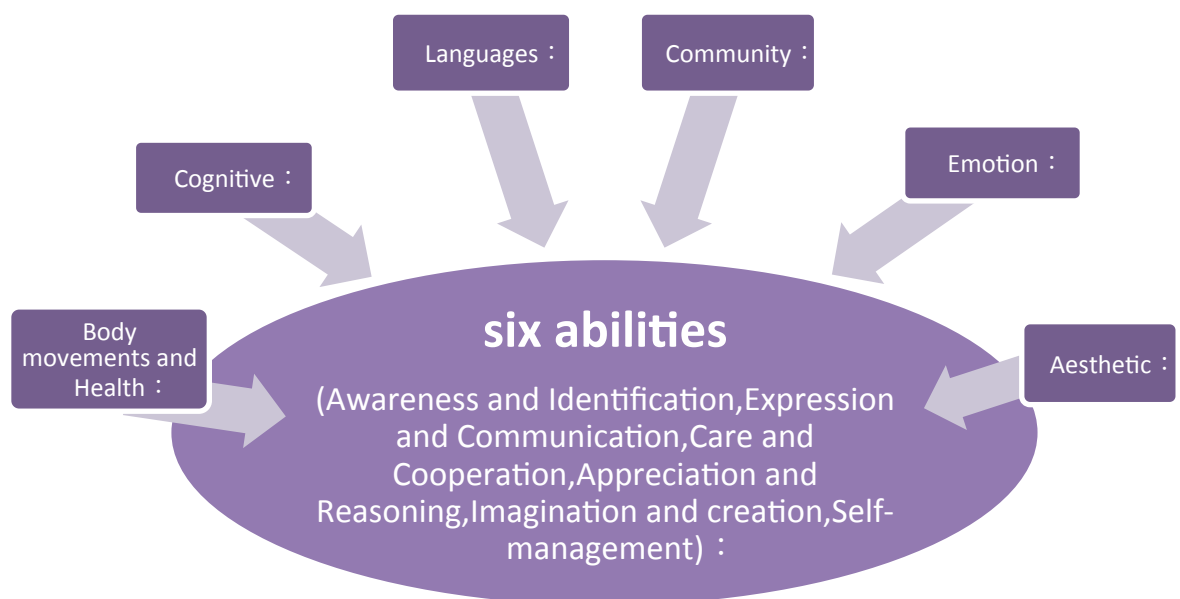 Languages：
Community：
Cognitive：
Emotion：
Body
movements and
Health：
Aesthetic：
six abilities
(Awareness and Identification,Expression
and Communication,Care and
Cooperation,Appreciation and
Reasoning,Imagination and creation,Self-
management)：